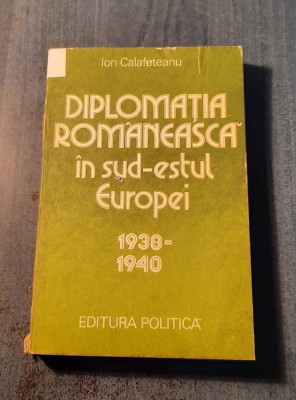 Ion Calafeteanu
DIPLOMAȚIA
ROMÂNEASCĂ
în sud-estul
Europei
1938-
1940
EDITURA POLITICĂ